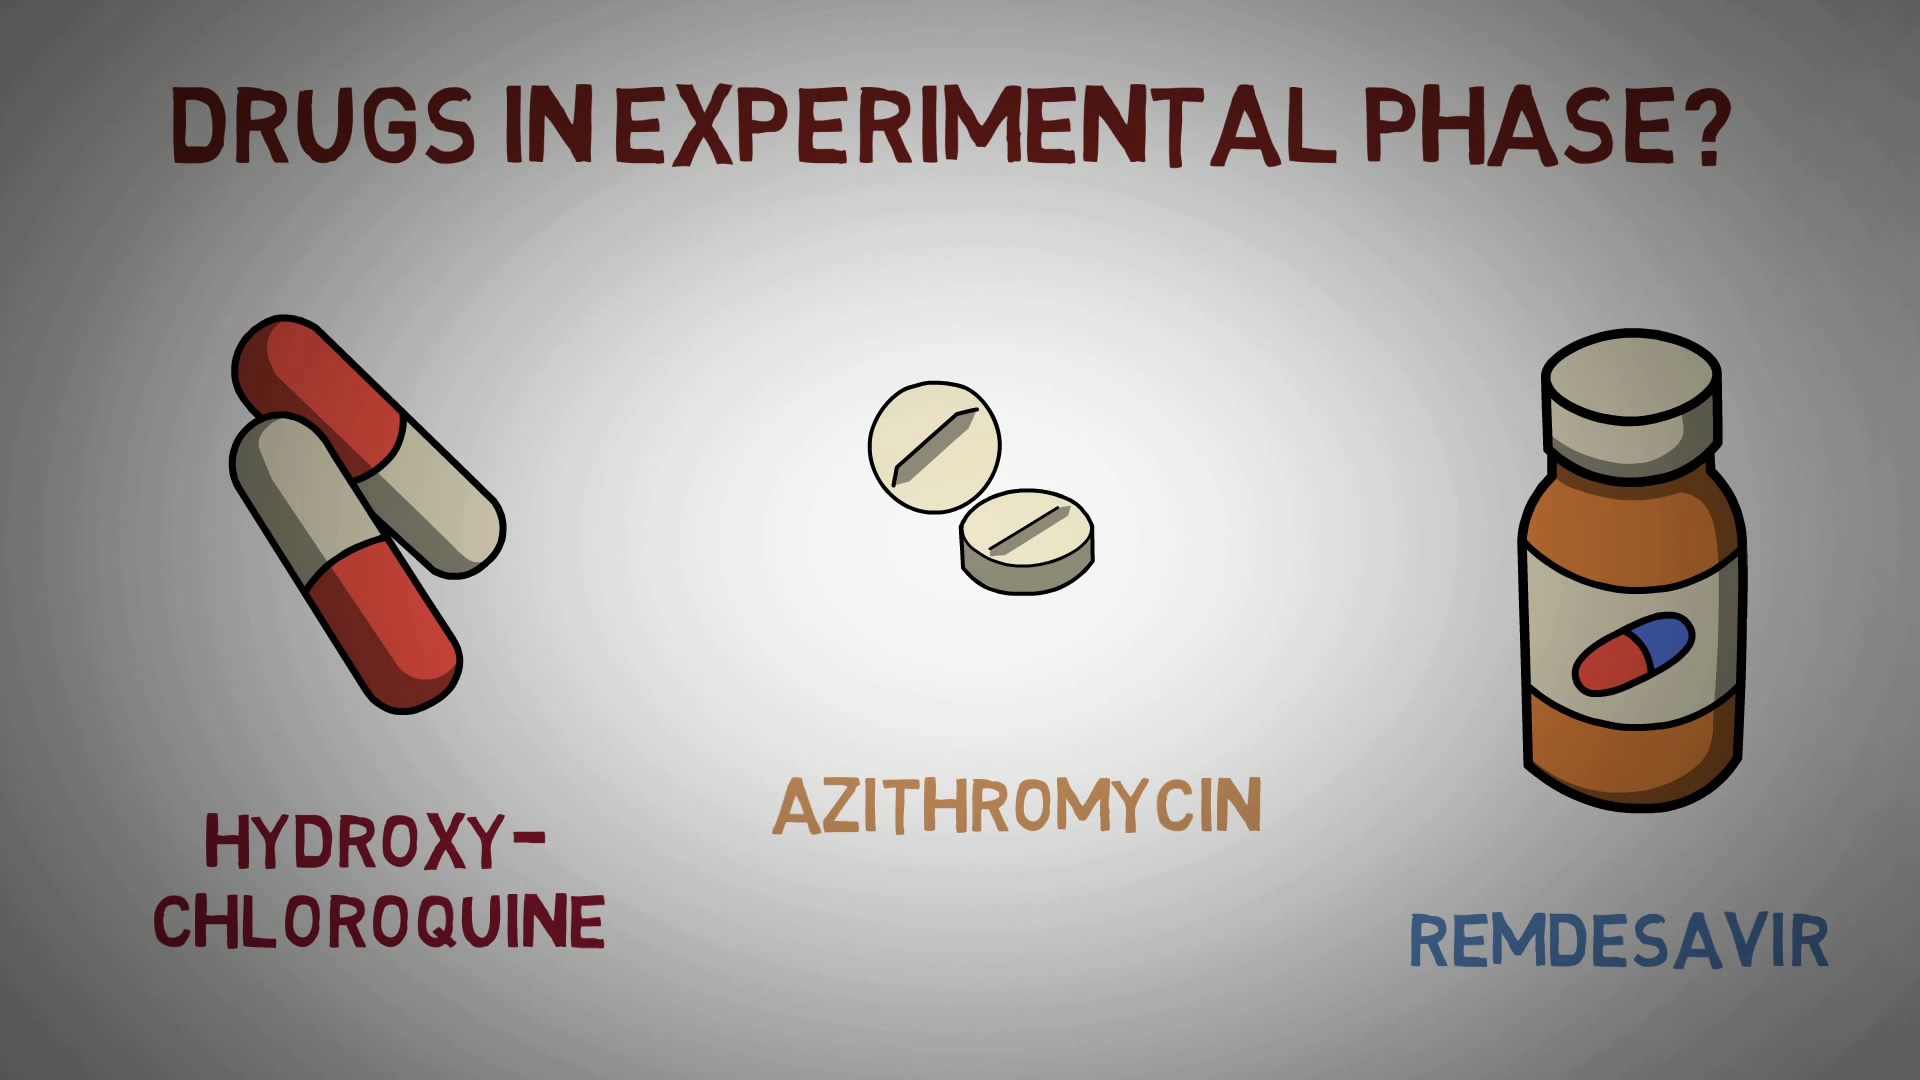 DRUGS IN EXPERIMENTAL PHASE?
HYDROXY-
CHLOROQUINE
AZITHROMYCIN
REMDESAVIR